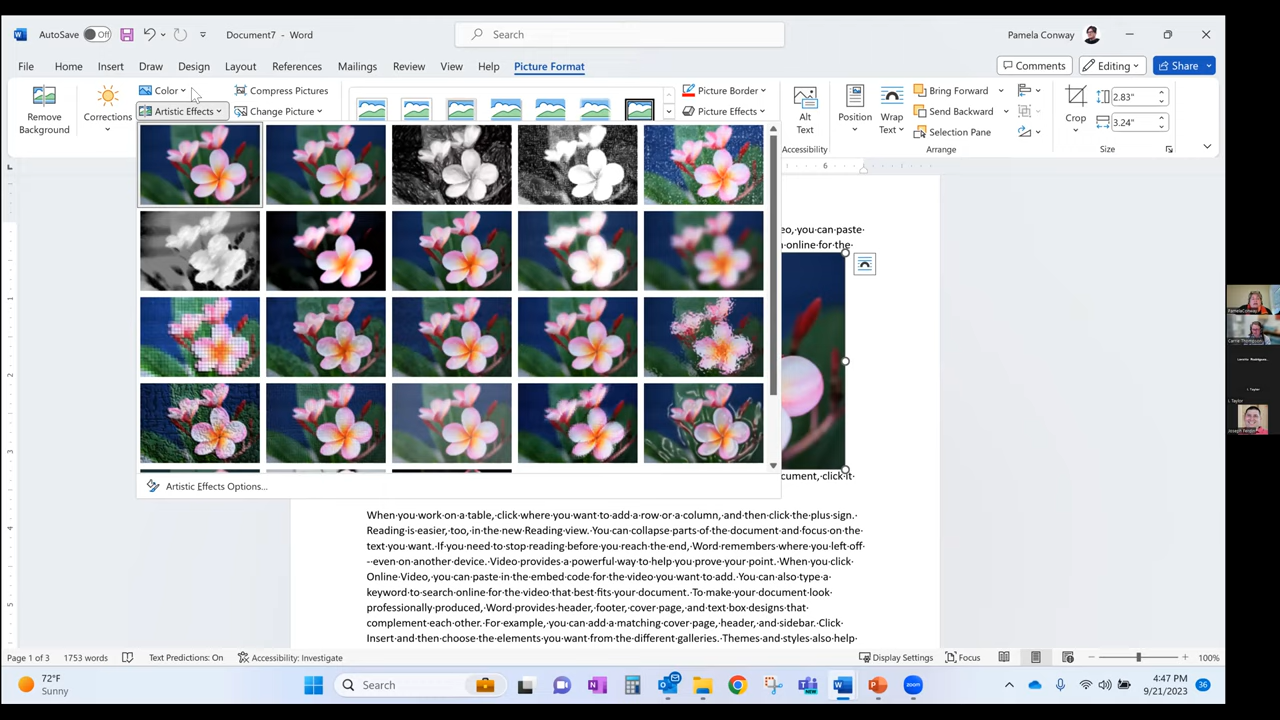 AutoSave Off Document7 - Word Search Pamela Conway
File Home Insert Draw Design Layout References Mailings Review View Help Picture Format Comments Editing Share
Remove Background
Corrections
Color
Artistic Effects
Compress Pictures
Change Picture
Picture Border
Picture Effects
Alt Text
Accessibility
Position
Wrap Text
Bring Forward
Send Backward
Selection Pane
Arrange
Crop
2.83"
3.24"
Size
6
eo, you can paste
h online for the
Artistic Effects Options...
cument, click it
When you work on a table, click where you want to add a row or a column, and then click the plus sign.
Reading is easier, too, in the new Reading view. You can collapse parts of the document and focus on the
text you want. If you need to stop reading before you reach the end, Word remembers where you left off
- even on another device. Video provides a powerful way to help you prove your point. When you click
Online Video, you can paste in the embed code for the video you want to add. You can also type a
keyword to search online for the video that best fits your document. To make your document look
professionally produced, Word provides header, footer, cover page, and text box designs that
complement each other. For example, you can add a matching cover page, header, and sidebar. Click
Insert and then choose the elements you want from the different galleries. Themes and styles also help
1
2
3
4
5
Page 1 of 3 1753 words Text Predictions: On Accessibility: Investigate Display Settings Focus 100%
72°F
Sunny
Search
4:47 PM
9/21/2023
36
PamelaConway
Carrie Thompson
I. Taylor
I. Taylor